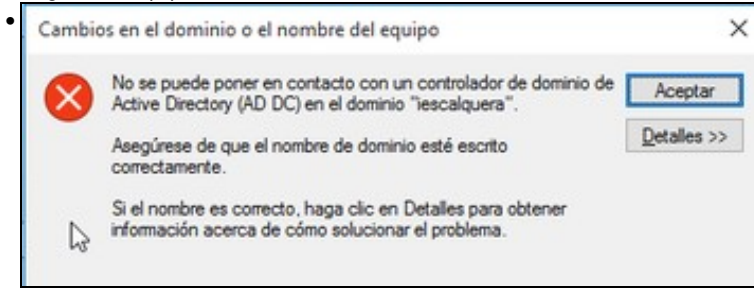 Cambios en el dominio o el nombre del equipo
No se puede poner en contacto con un controlador de dominio de
Active Directory (AD DC) en el dominio "iescalquera".
Asegúrese de que el nombre de dominio esté escrito
correctamente.
Si el nombre es correcto, haga clic en Detalles para obtener
información acerca de cómo solucionar el problema.
Aceptar
Detalles >>